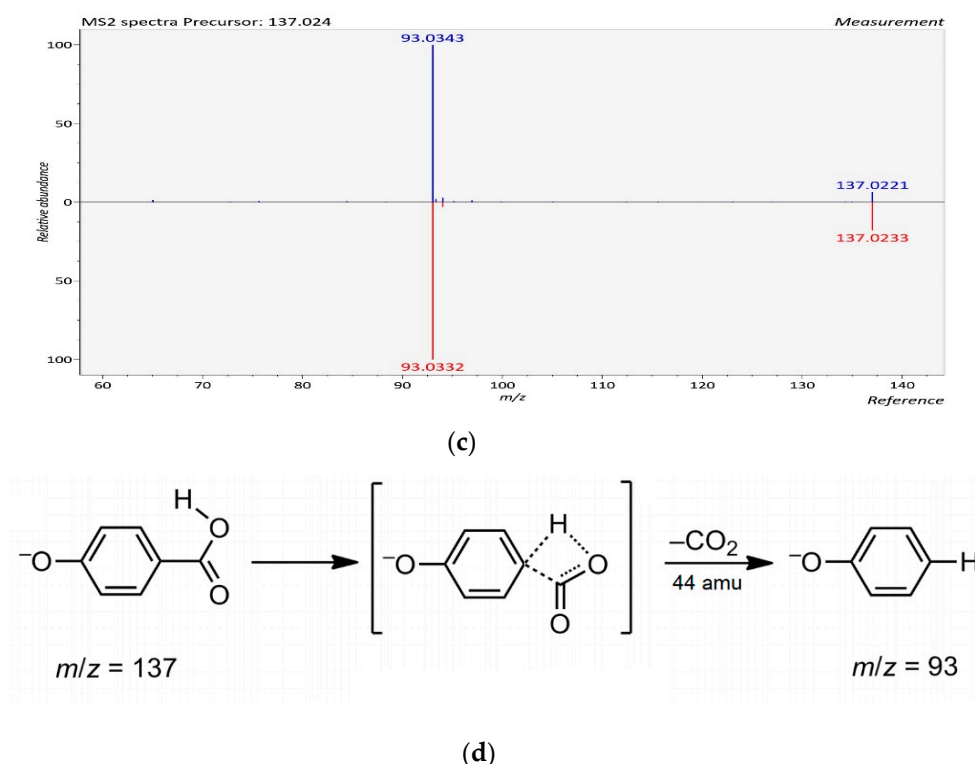 MS2 spectra Precursor: 137.024 Measurement
100
93.0343
50
137.0221
0
137.0233
50
100
93.0332
60 70 80 90 100 110 120 130 140
m/z
Relative abundance
Reference
(c)
H
O
⁻O
O
m/z = 137
H
⁻O
O
O
–CO₂
44 amu
⁻O
H
m/z = 93
(d)